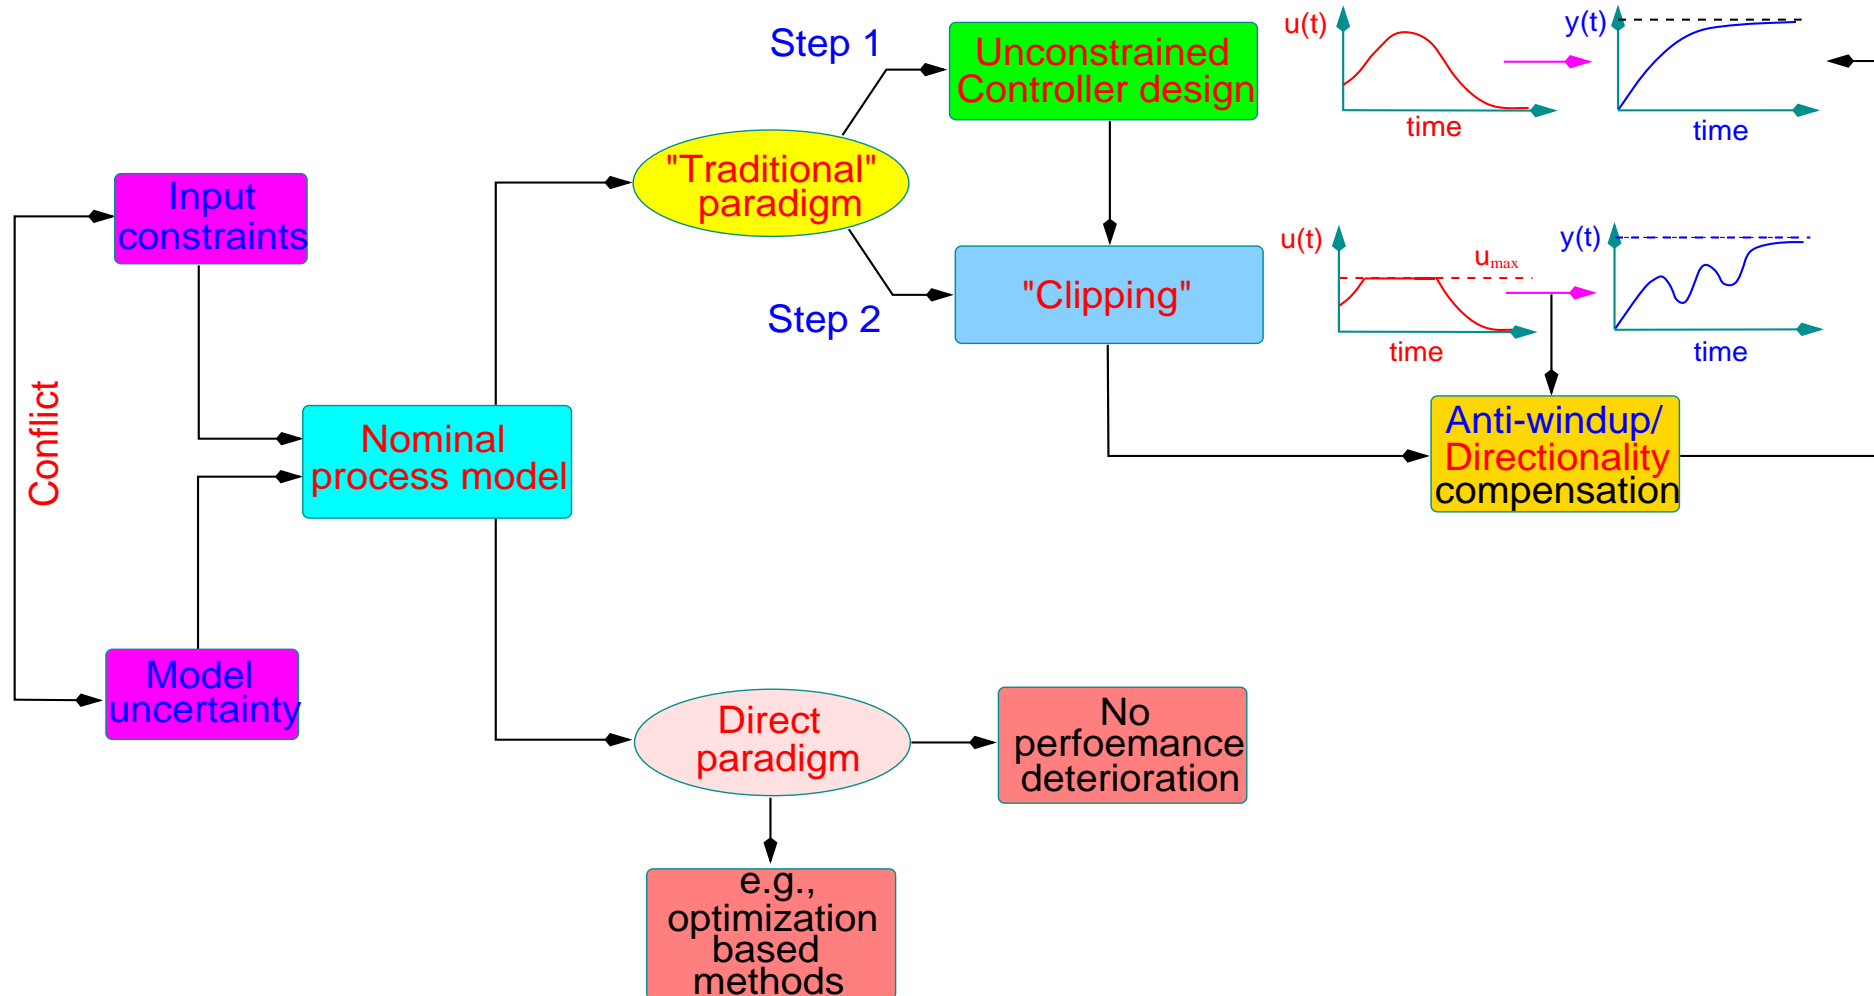 Step 1
Unconstrained
Controller design
u(t)
time
y(t)
time
"Traditional"
paradigm
Input
constraints
Step 2
"Clipping"
u(t)
umax
time
y(t)
time
Conflict
Nominal
process model
Anti-windup/
Directionality
compensation
Model
uncertainty
Direct
paradigm
No
perfoemance
deterioration
e.g.,
optimization
based
methods